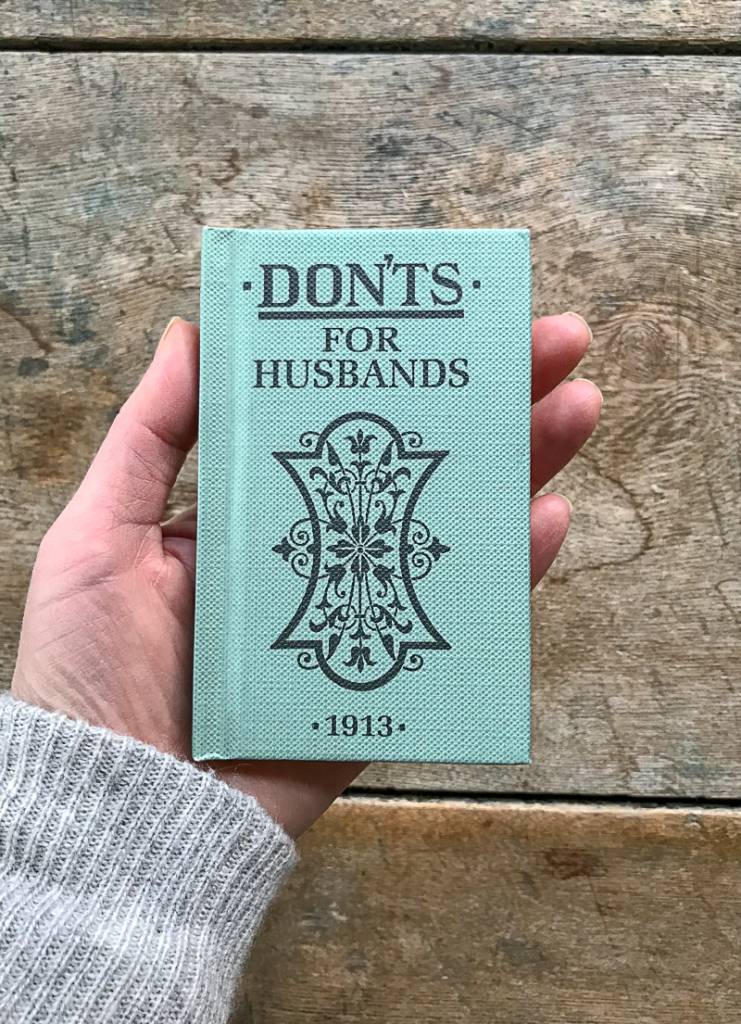 ·DON'TS·
FOR
HUSBANDS
·1913·